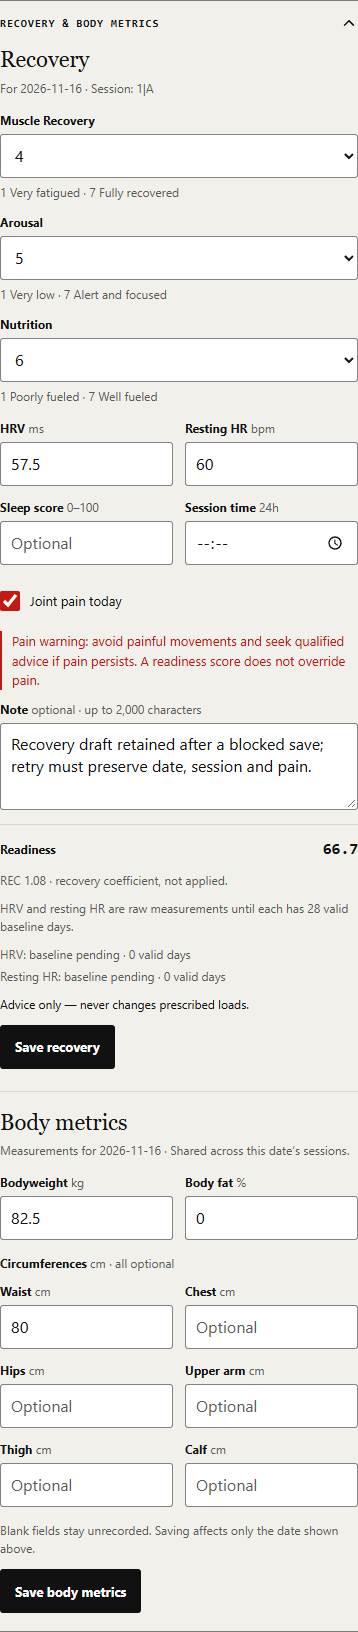 RECOVERY & BODY METRICS
Recovery
For 2026-11-16 · Session: 1|A
Muscle Recovery
4
1 Very fatigued · 7 Fully recovered
Arousal
5
1 Very low · 7 Alert and focused
Nutrition
6
1 Poorly fueled · 7 Well fueled
HRV ms
Resting HR bpm
57.5
60
Sleep score 0–100
Session time 24h
Optional
--:--
Joint pain today
Pain warning: avoid painful movements and seek qualified
advice if pain persists. A readiness score does not override
pain.
Note optional · up to 2,000 characters
Recovery draft retained after a blocked save;
retry must preserve date, session and pain.
Readiness 66.7
REC 1.08 · recovery coefficient, not applied.
HRV and resting HR are raw measurements until each has 28 valid
baseline days.
HRV: baseline pending · 0 valid days
Resting HR: baseline pending · 0 valid days
Advice only — never changes prescribed loads.
Save recovery
Body metrics
Measurements for 2026-11-16 · Shared across this date's sessions.
Bodyweight kg
Body fat %
82.5
0
Circumferences cm · all optional
Waist cm
Chest cm
80
Optional
Hips cm
Upper arm cm
Optional
Optional
Thigh cm
Calf cm
Optional
Optional
Blank fields stay unrecorded. Saving affects only the date shown
above.
Save body metrics